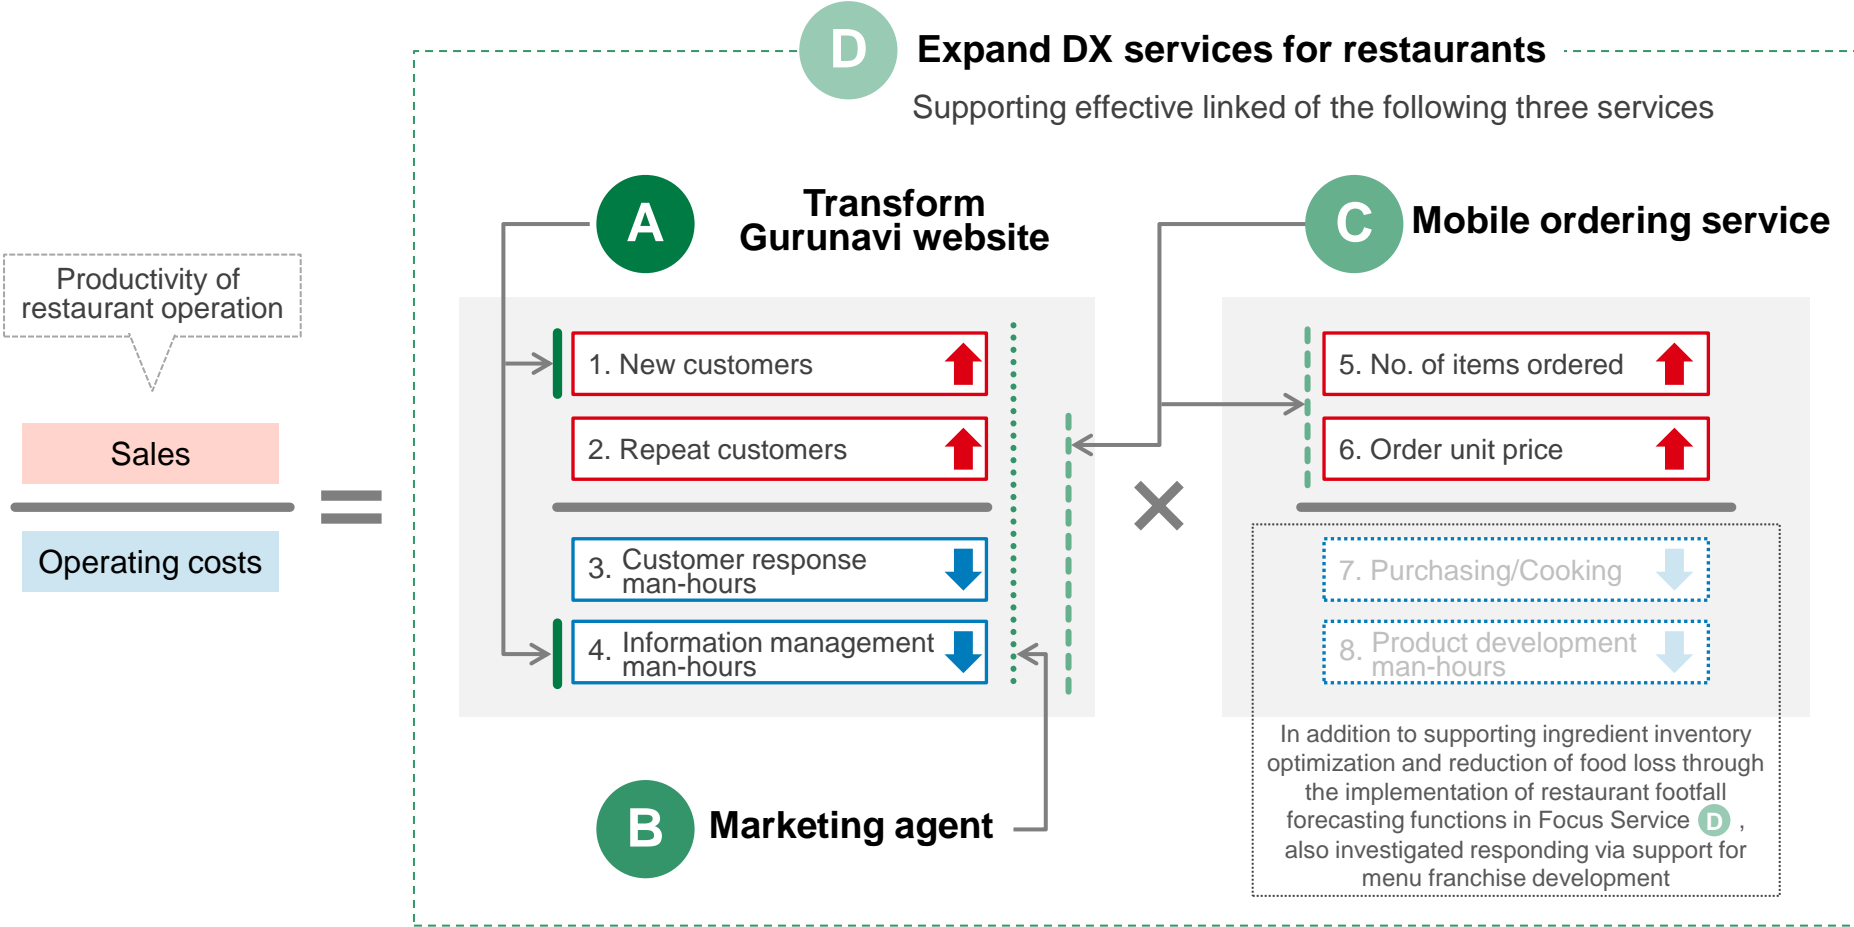 D
Expand DX services for restaurants
Supporting effective linked of the following three services
A
Transform
Gurunavi website
C
Mobile ordering service
Productivity of
restaurant operation
Sales
Operating costs
=
1. New customers
2. Repeat customers
3. Customer response
man-hours
4. Information management
man-hours
×
5. No. of items ordered
6. Order unit price
7. Purchasing/Cooking
8. Product development
man-hours
In addition to supporting ingredient inventory
optimization and reduction of food loss through
the implementation of restaurant footfall
forecasting functions in Focus Service D ,
also investigated responding via support for
menu franchise development
B
Marketing agent